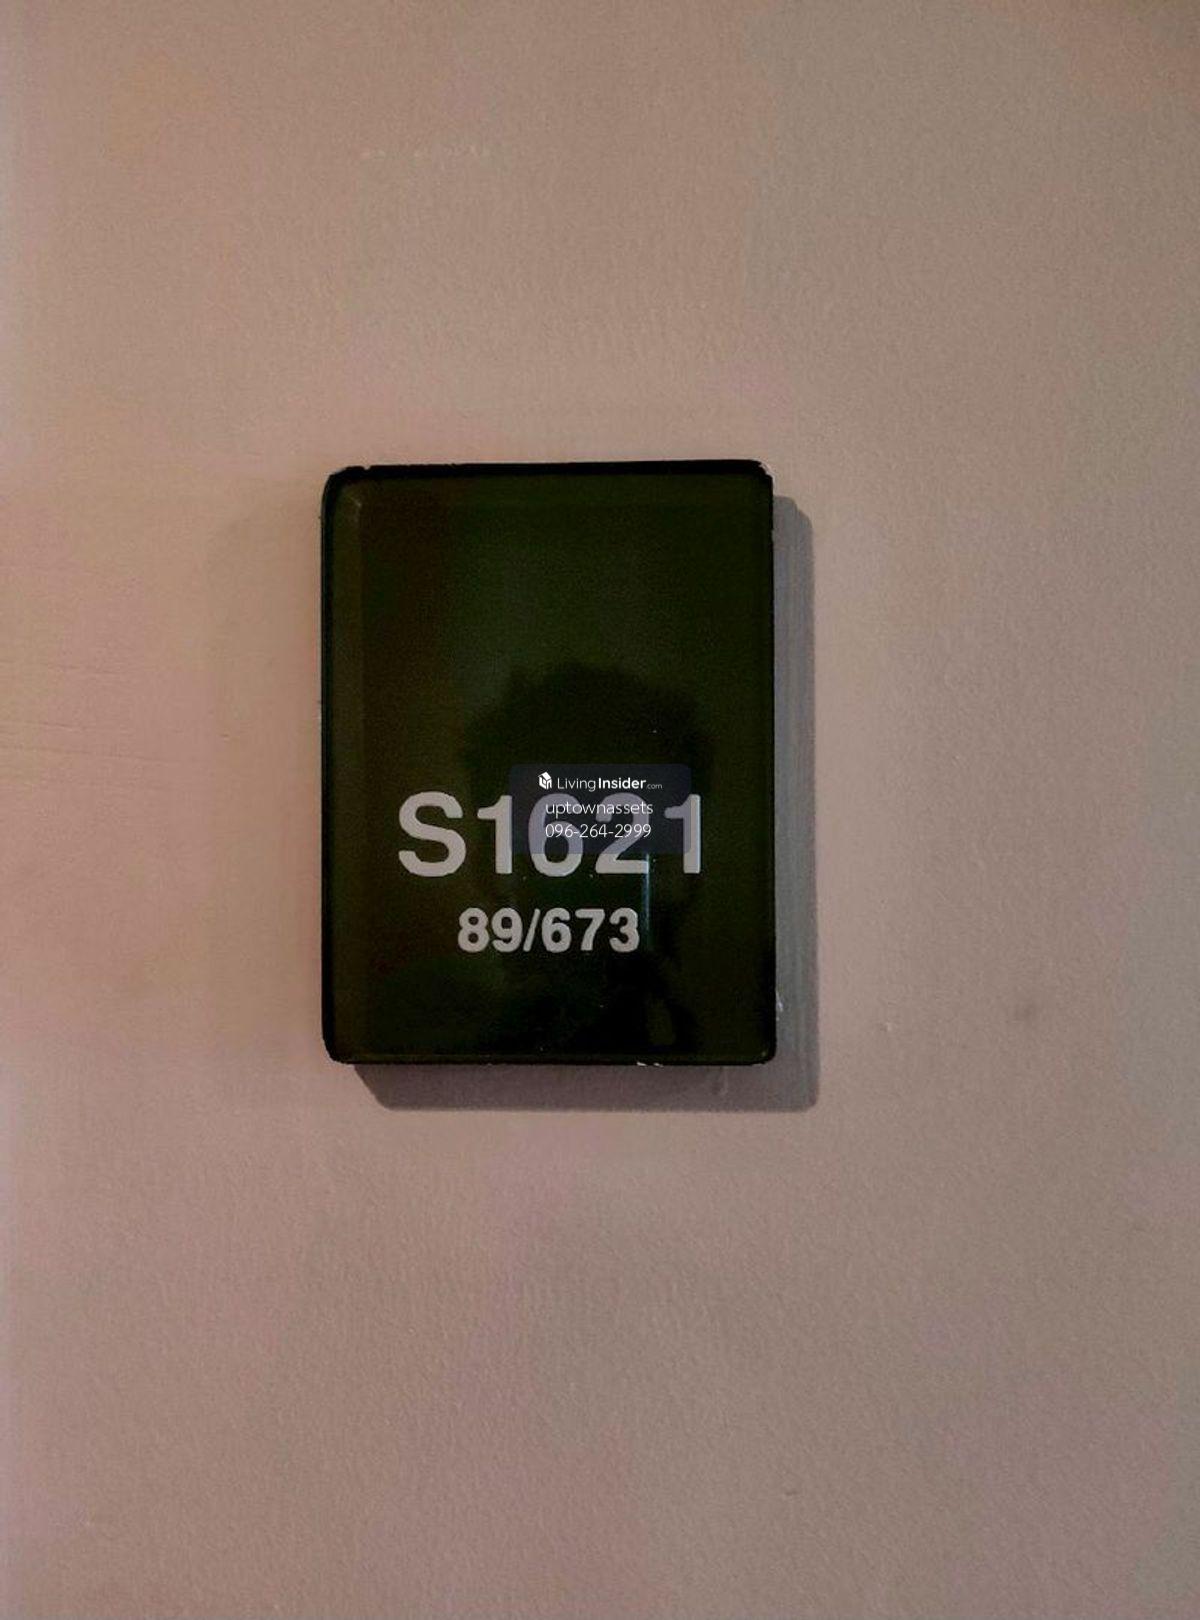 LivingInsider.com
uptownassets
S1621
096-264-2999
89/673